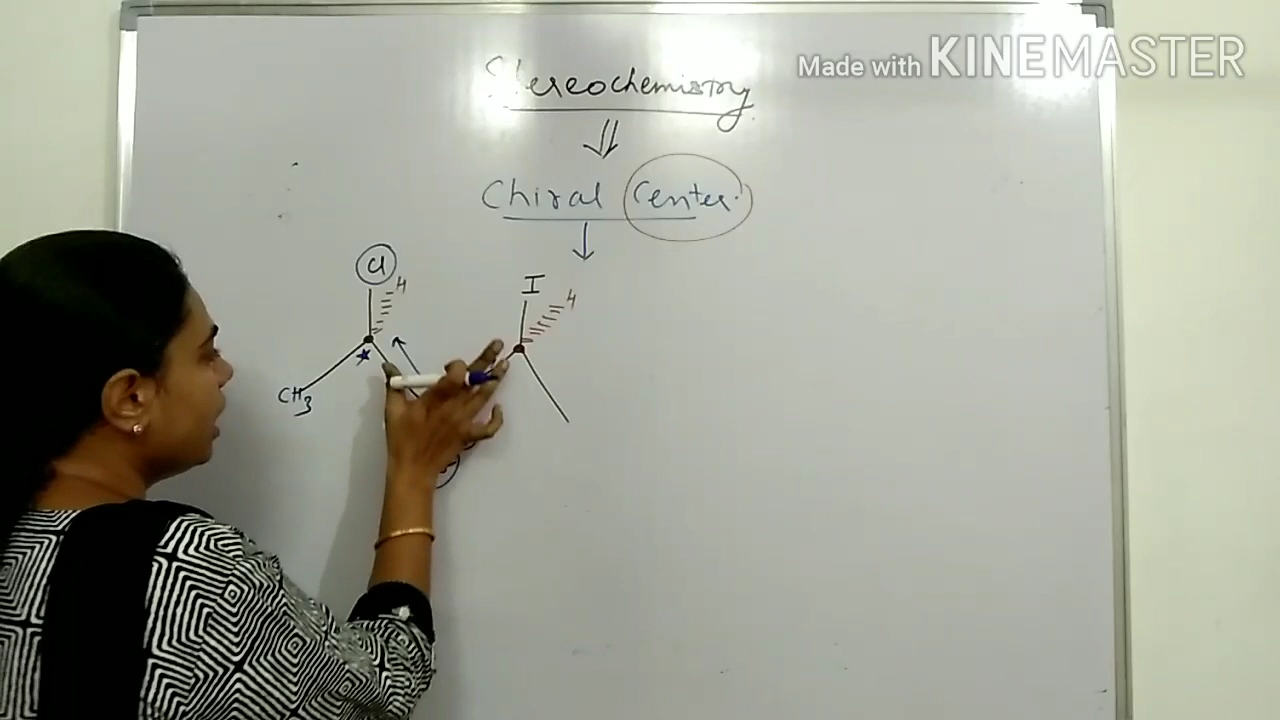 Made with KINEMASTER
Stereochemistry
Chiral Center.
Cl
H
CH3
I
H